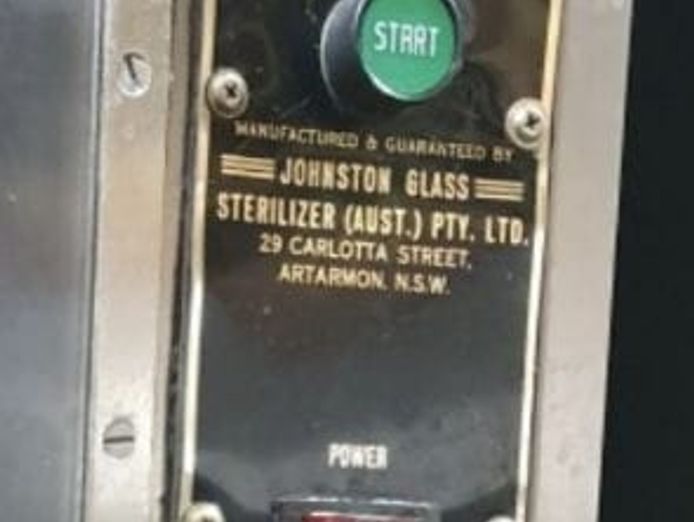 START
MANUFACTURED & GUARANTEED BY
JOHNSTON GLASS
STERILIZER (AUST.) PTY. LTD.
29 CARLOTTA STREET,
ARTARMON. N.S.W.
POWER